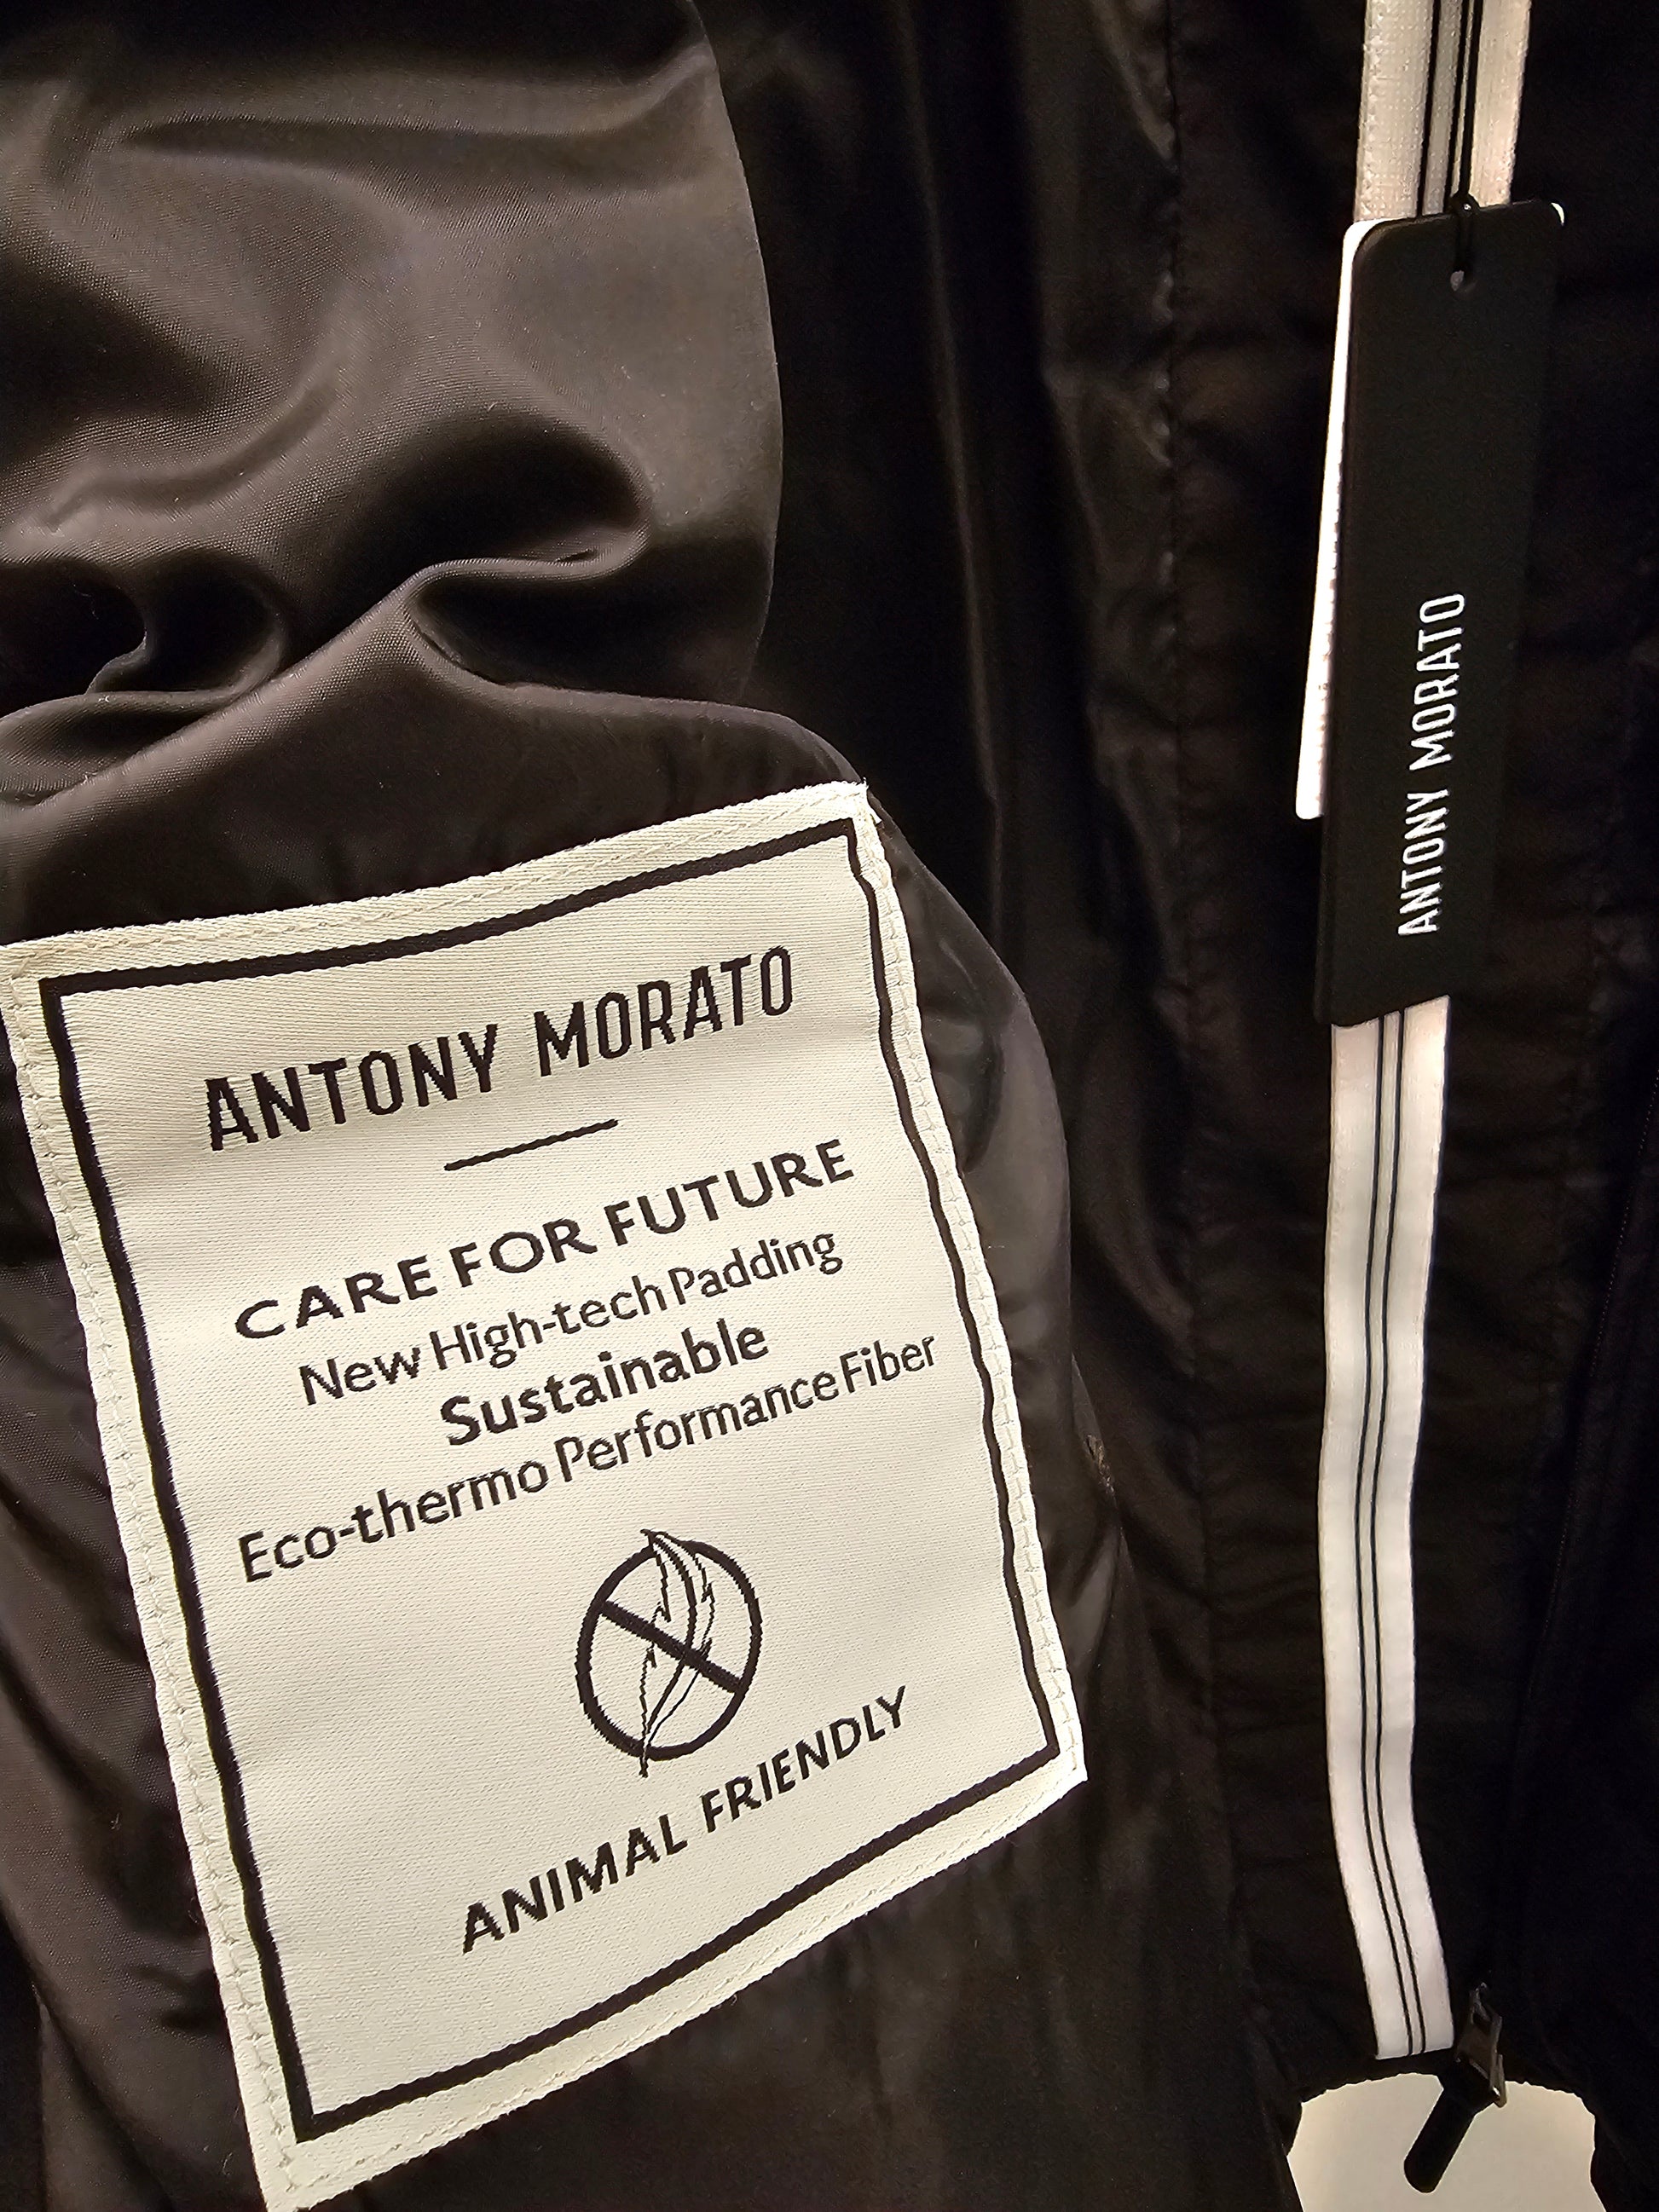 ANTONY MORATO
CARE FOR FUTURE
New High-tech Padding
Sustainable
Eco-thermo Performance Fiber
ANIMAL FRIENDLY
ANTONY MORATO